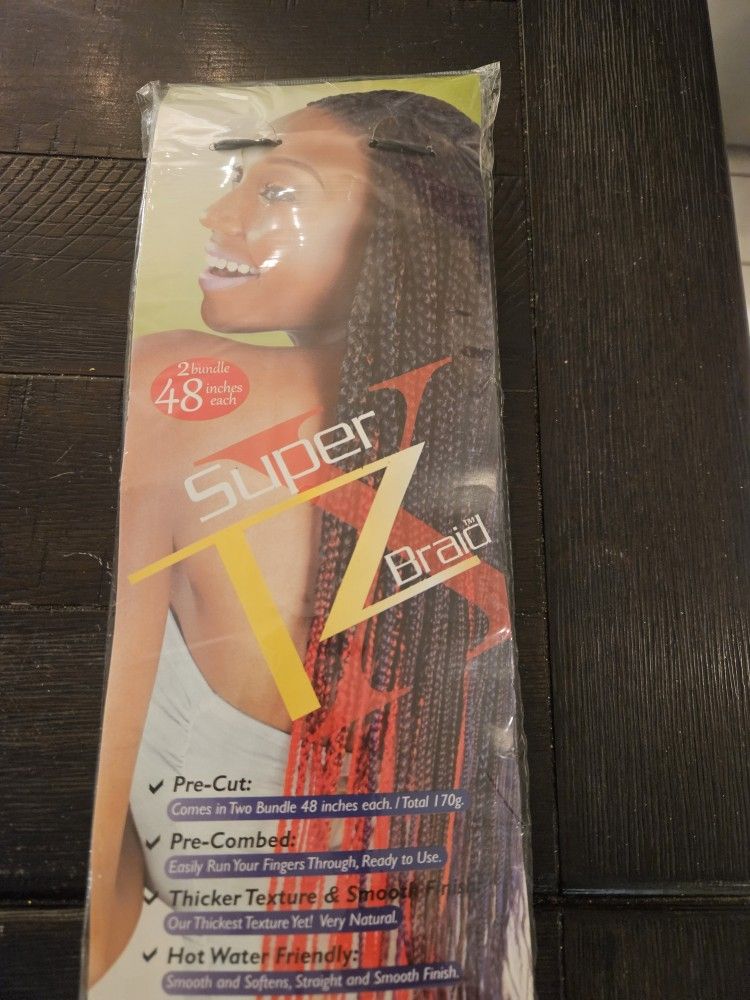 2 bundle
48 inches each
Super
X
TZ
Braid™
Pre-Cut:
Comes in Two Bundle 48 inches each. / Total 170g.
Pre-Combed:
Easily Run Your Fingers Through, Ready to Use.
Thicker Texture & Smooth Finish:
Our Thickest Texture Yet! Very Natural.
Hot Water Friendly:
Smooth and Softens, Straight and Smooth Finish.